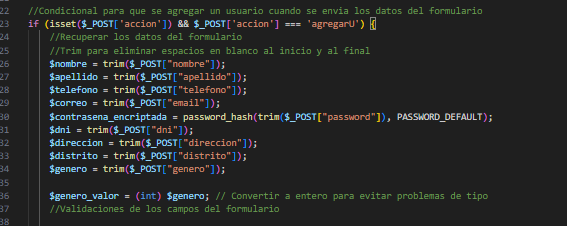 22 //Condicional para que se agregar un usuario cuando se envia los datos del formulario
23 if (isset($_POST['accion']) && $_POST['accion'] === 'agregarU') {
24 //Recuperar los datos del formulario
25 //Trim para eliminar espacios en blanco al inicio y al final
26 $nombre = trim($_POST["nombre"]);
27 $apellido = trim($_POST["apellido"]);
28 $telefono = trim($_POST["telefono"]);
29 $correo = trim($_POST["email"]);
30 $contrasena_encriptada = password_hash(trim($_POST["password"]), PASSWORD_DEFAULT);
31 $dni = trim($_POST["dni"]);
32 $direccion = trim($_POST["direccion"]);
33 $distrito = trim($_POST["distrito"]);
34 $genero = trim($_POST["genero"]);
35
36 $genero_valor = (int) $genero; // Convertir a entero para evitar problemas de tipo
37 //Validaciones de los campos del formulario
38